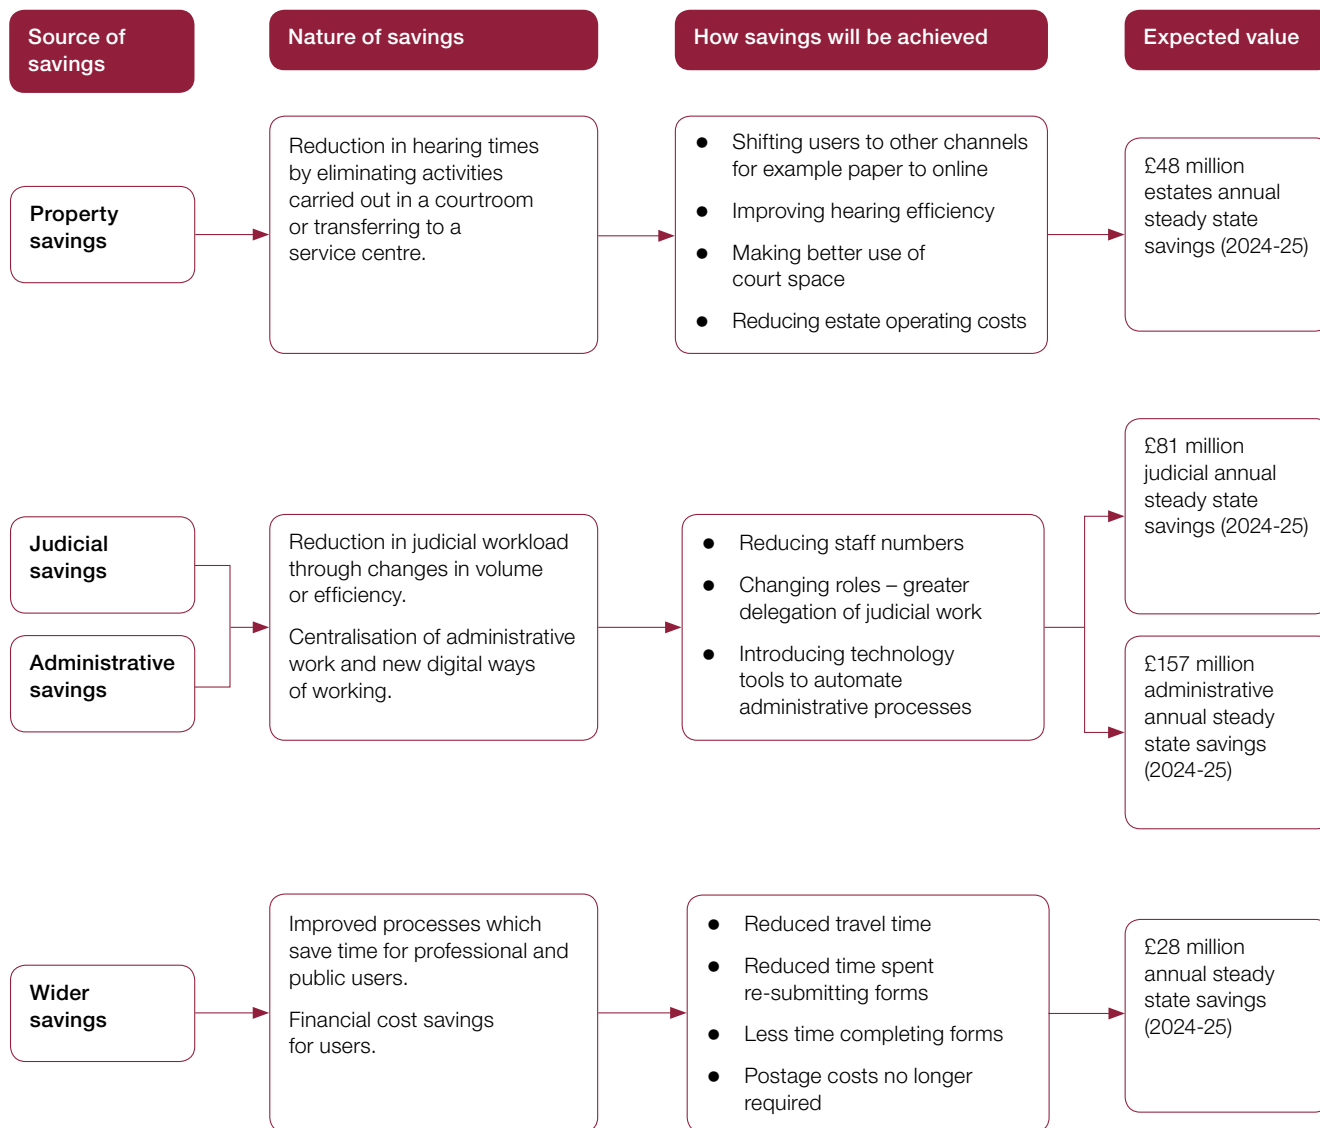 Source of
savings
Nature of savings
How savings will be achieved
Expected value
Property
savings
Reduction in hearing times
by eliminating activities
carried out in a courtroom
or transferring to a
service centre.
● Shifting users to other channels
for example paper to online
● Improving hearing efficiency
● Making better use of
court space
● Reducing estate operating costs
£48 million
estates annual
steady state
savings (2024-25)
Judicial
savings
Administrative
savings
Reduction in judicial workload
through changes in volume
or efficiency.
Centralisation of administrative
work and new digital ways
of working.
● Reducing staff numbers
● Changing roles – greater
delegation of judicial work
● Introducing technology
tools to automate
administrative processes
£81 million
judicial annual
steady state
savings (2024-25)
£157 million
administrative
annual steady
state savings
(2024-25)
Wider
savings
Improved processes which
save time for professional and
public users.
Financial cost savings
for users.
● Reduced travel time
● Reduced time spent
re-submitting forms
● Less time completing forms
● Postage costs no longer
required
£28 million
annual steady
state savings
(2024-25)